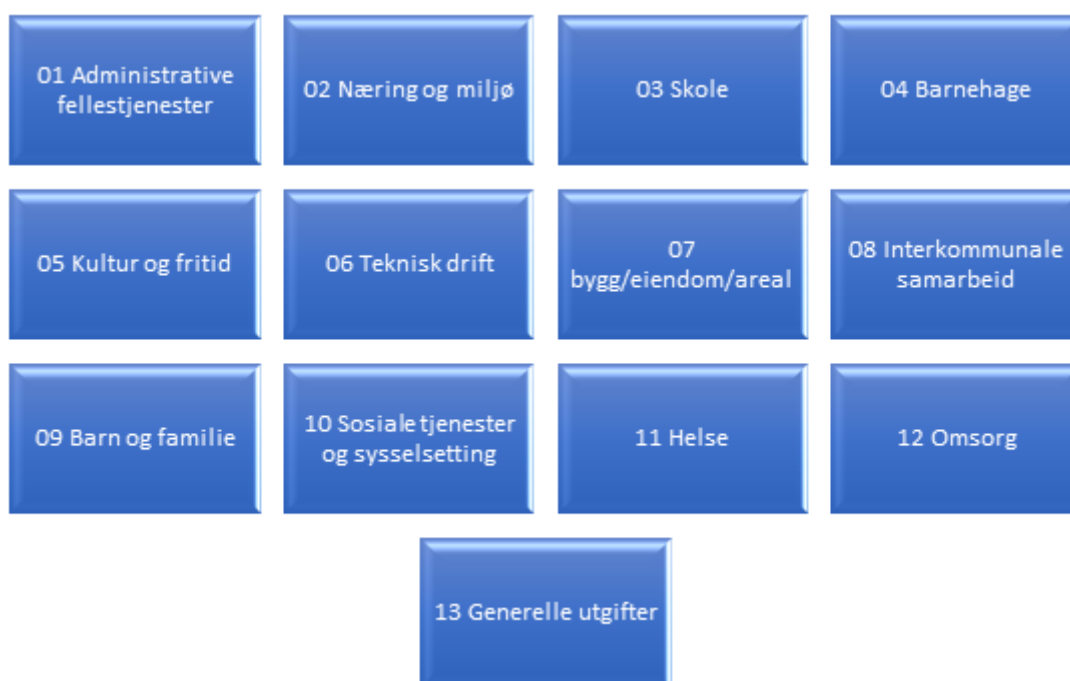 01 Administrative
fellestjenester
02 Næring og miljø
03 Skole
04 Barnehage
05 Kultur og fritid
06 Teknisk drift
07
bygg/eiendom/areal
08 Interkommunale
samarbeid
09 Barn og familie
10 Sosiale tjenester
og sysselsetting
11 Helse
12 Omsorg
13 Generelle utgifter